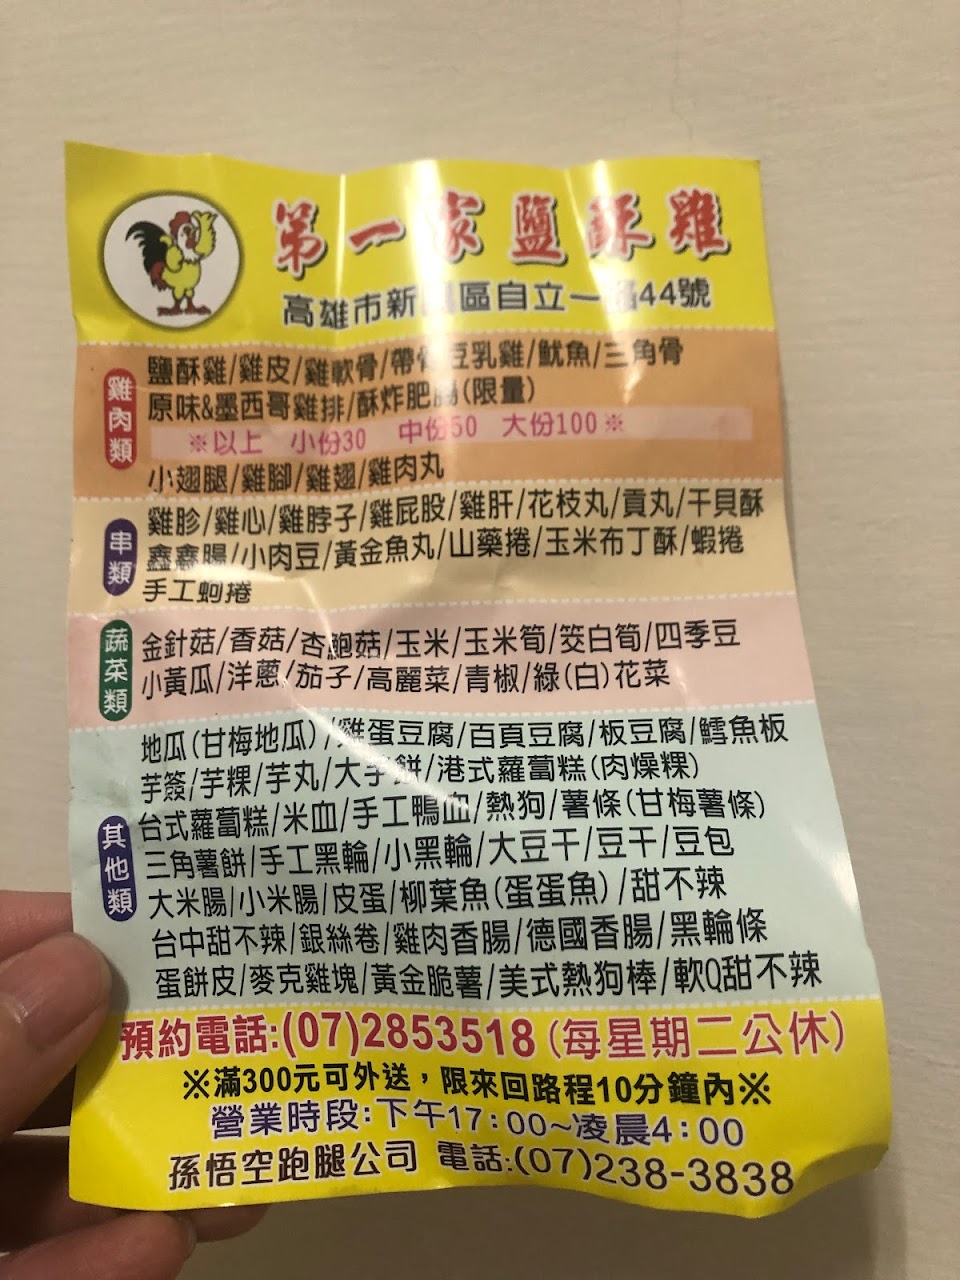 第一家鹽酥雞
高雄市新興區自立一路44號
雞肉類
鹽酥雞/雞皮/雞軟骨/帶骨豆乳雞/魷魚/三角骨
原味&墨西哥雞排/酥炸肥腸(限量)
※以上 小份30 中份50 大份100※
小翅腿/雞腳/雞翅/雞肉丸
串類
雞胗/雞心/雞脖子/雞屁股/雞肝/花枝丸/貢丸/干貝酥
鑫鑫腸/小肉豆/黃金魚丸/山藥捲/玉米布丁酥/蝦捲
手工蚵捲
蔬菜類
金針菇/香菇/杏鮑菇/玉米/玉米筍/筊白筍/四季豆
小黃瓜/洋蔥/茄子/高麗菜/青椒/綠(白)花菜
其他類
地瓜(甘梅地瓜)/雞蛋豆腐/百頁豆腐/板豆腐/鱈魚板
芋簽/芋粿/芋丸/大芋餅/港式蘿蔔糕(肉燥粿)
台式蘿蔔糕/米血/手工鴨血/熱狗/薯條(甘梅薯條)
三角薯餅/手工黑輪/小黑輪/大豆干/豆干/豆包
大米腸/小米腸/皮蛋/柳葉魚(蛋蛋魚)/甜不辣
台中甜不辣/銀絲卷/雞肉香腸/德國香腸/黑輪條
蛋餅皮/麥克雞塊/黃金脆薯/美式熱狗棒/軟Q甜不辣
預約電話:(07)2853518(每星期二公休)
※滿300元可外送，限來回路程10分鐘內※
營業時段:下午17:00~凌晨4:00
孫悟空跑腿公司 電話:(07)238-3838